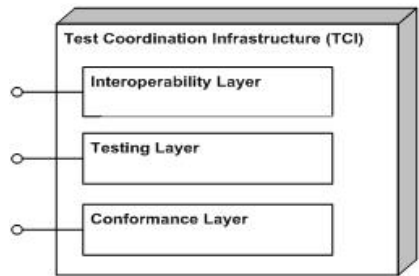 Test Coordination Infrastructure (TCI)
Interoperability Layer
Testing Layer
Conformance Layer